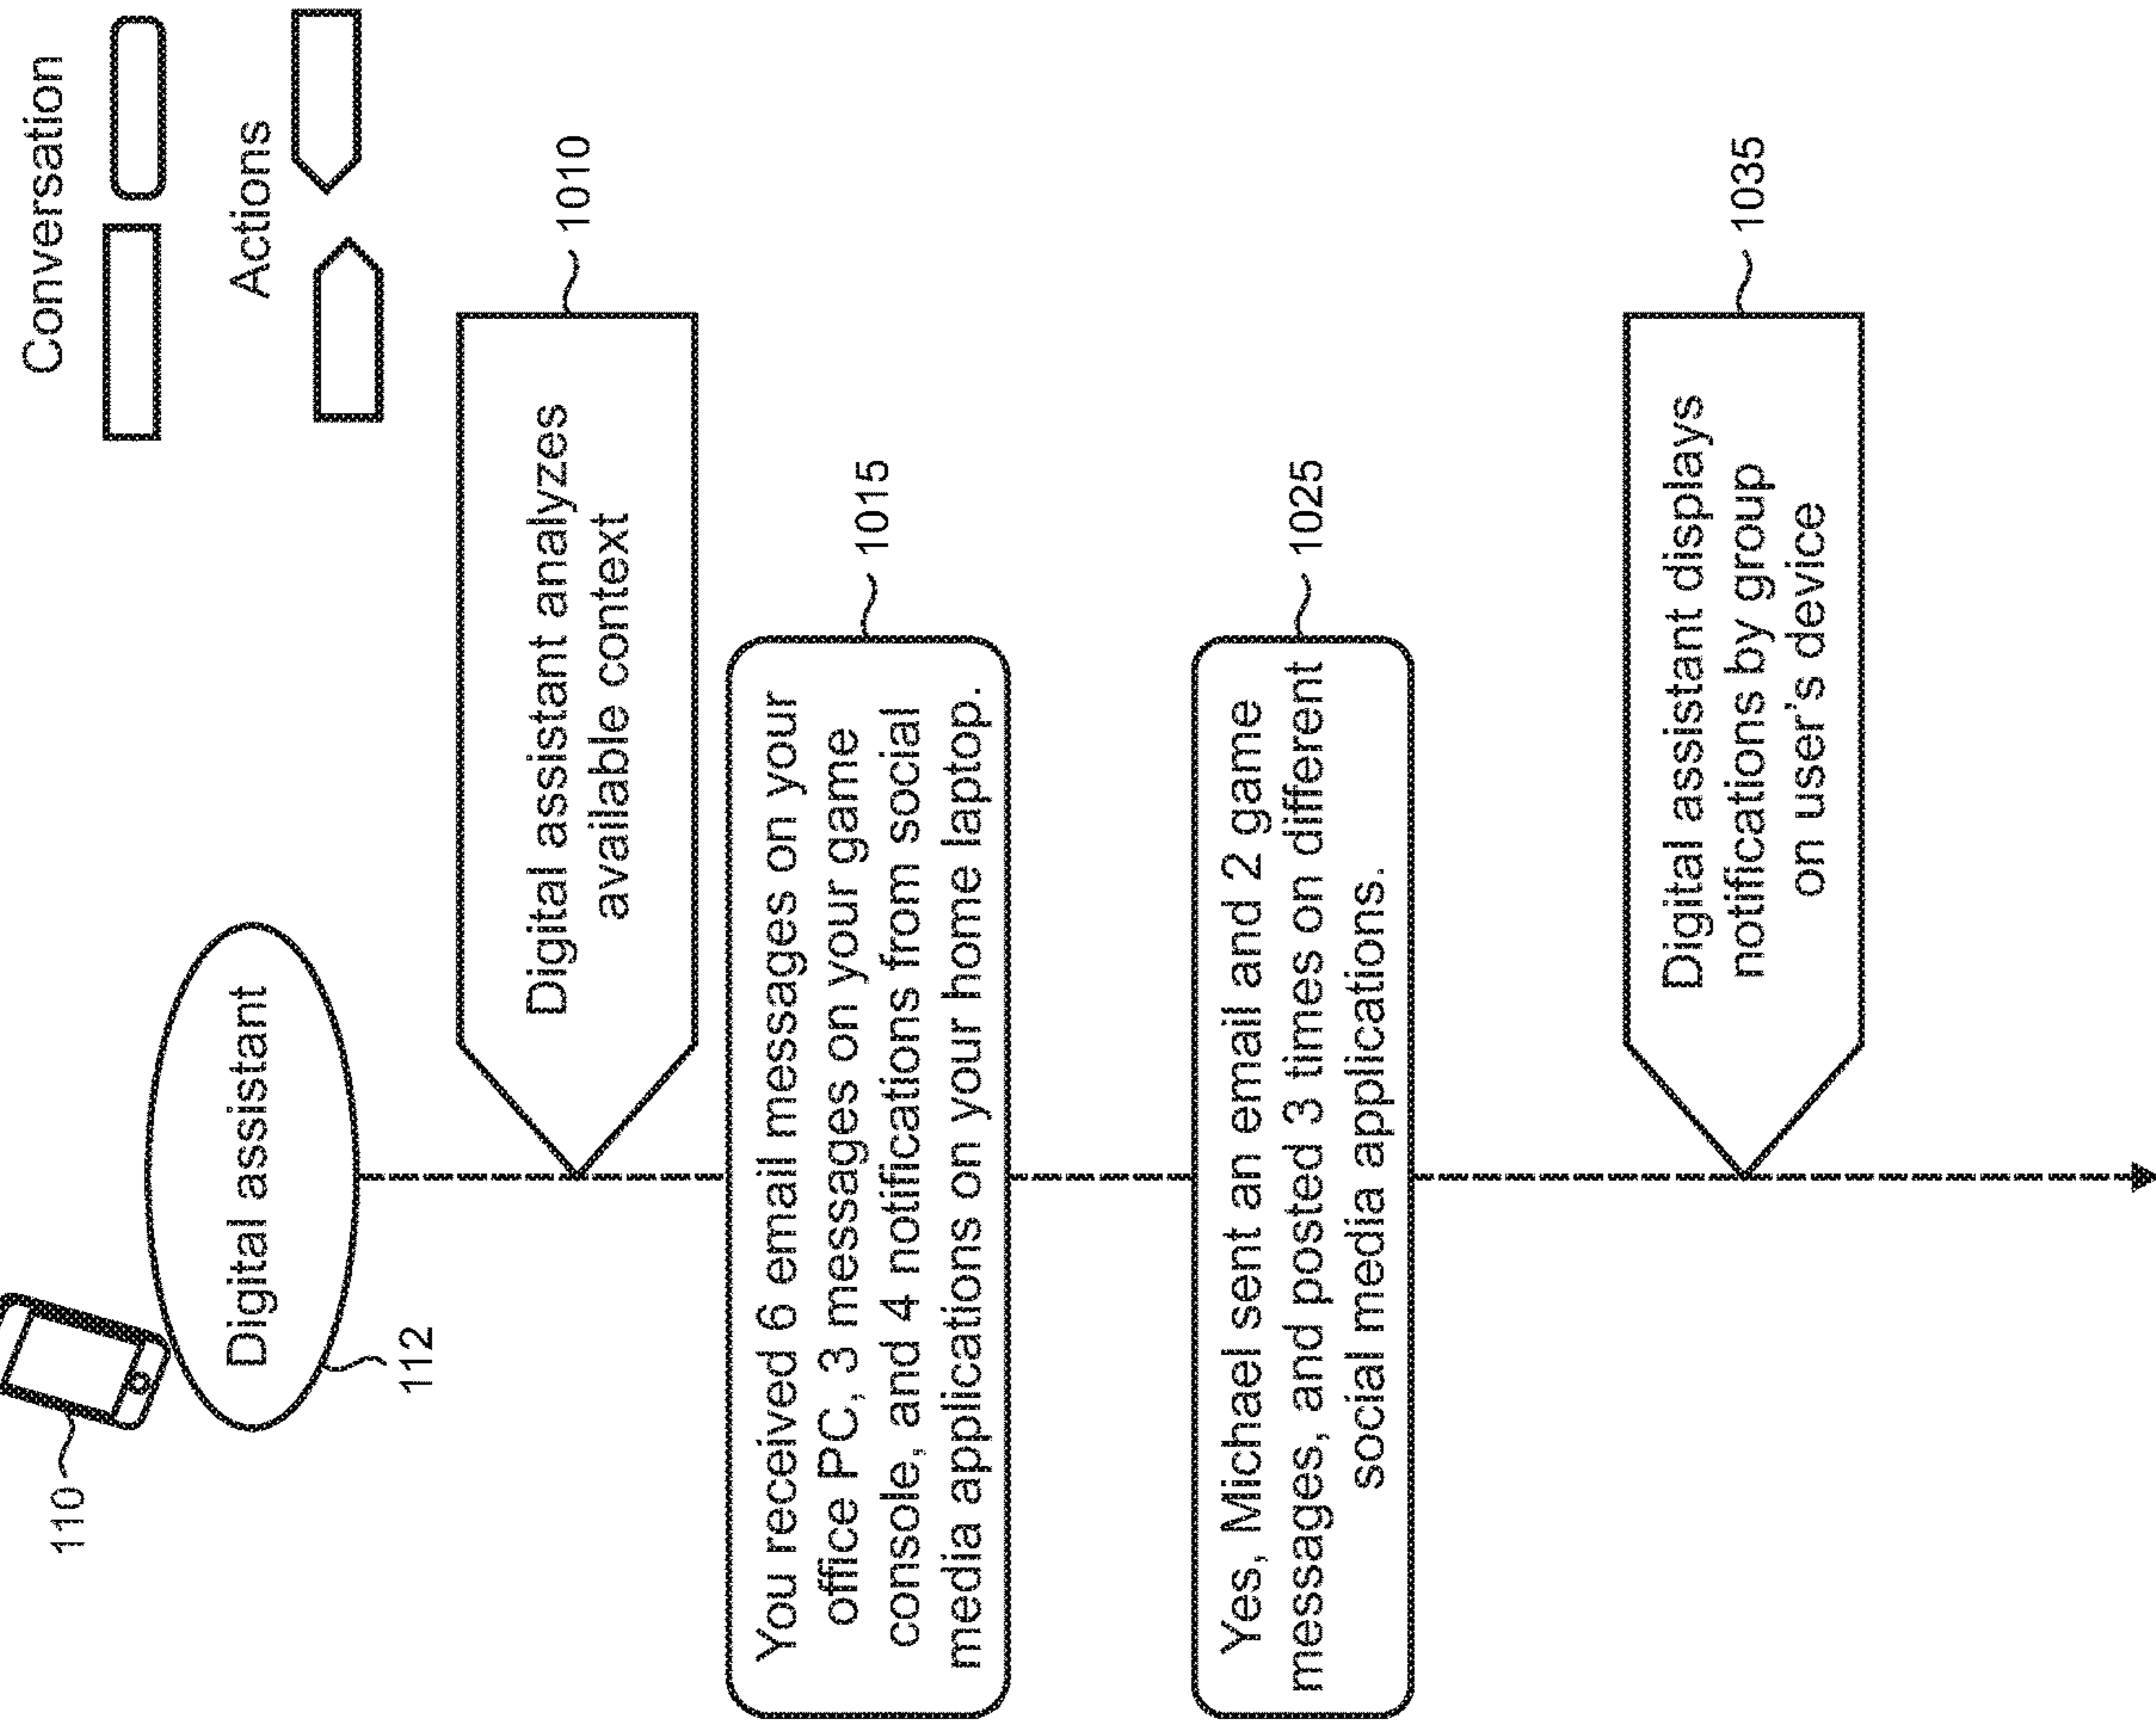 Conversation
Actions
110
Digital assistant
112
Digital assistant analyzes
available context
1010
You received 6 email messages on your
office PC, 3 messages on your game
console, and 4 notifications from social
media applications on your home laptop.
1015
Yes, Michael sent an email and 2 game
messages, and posted 3 times on different
social media applications.
1025
Digital assistant displays
notifications by group
on user's device
1035